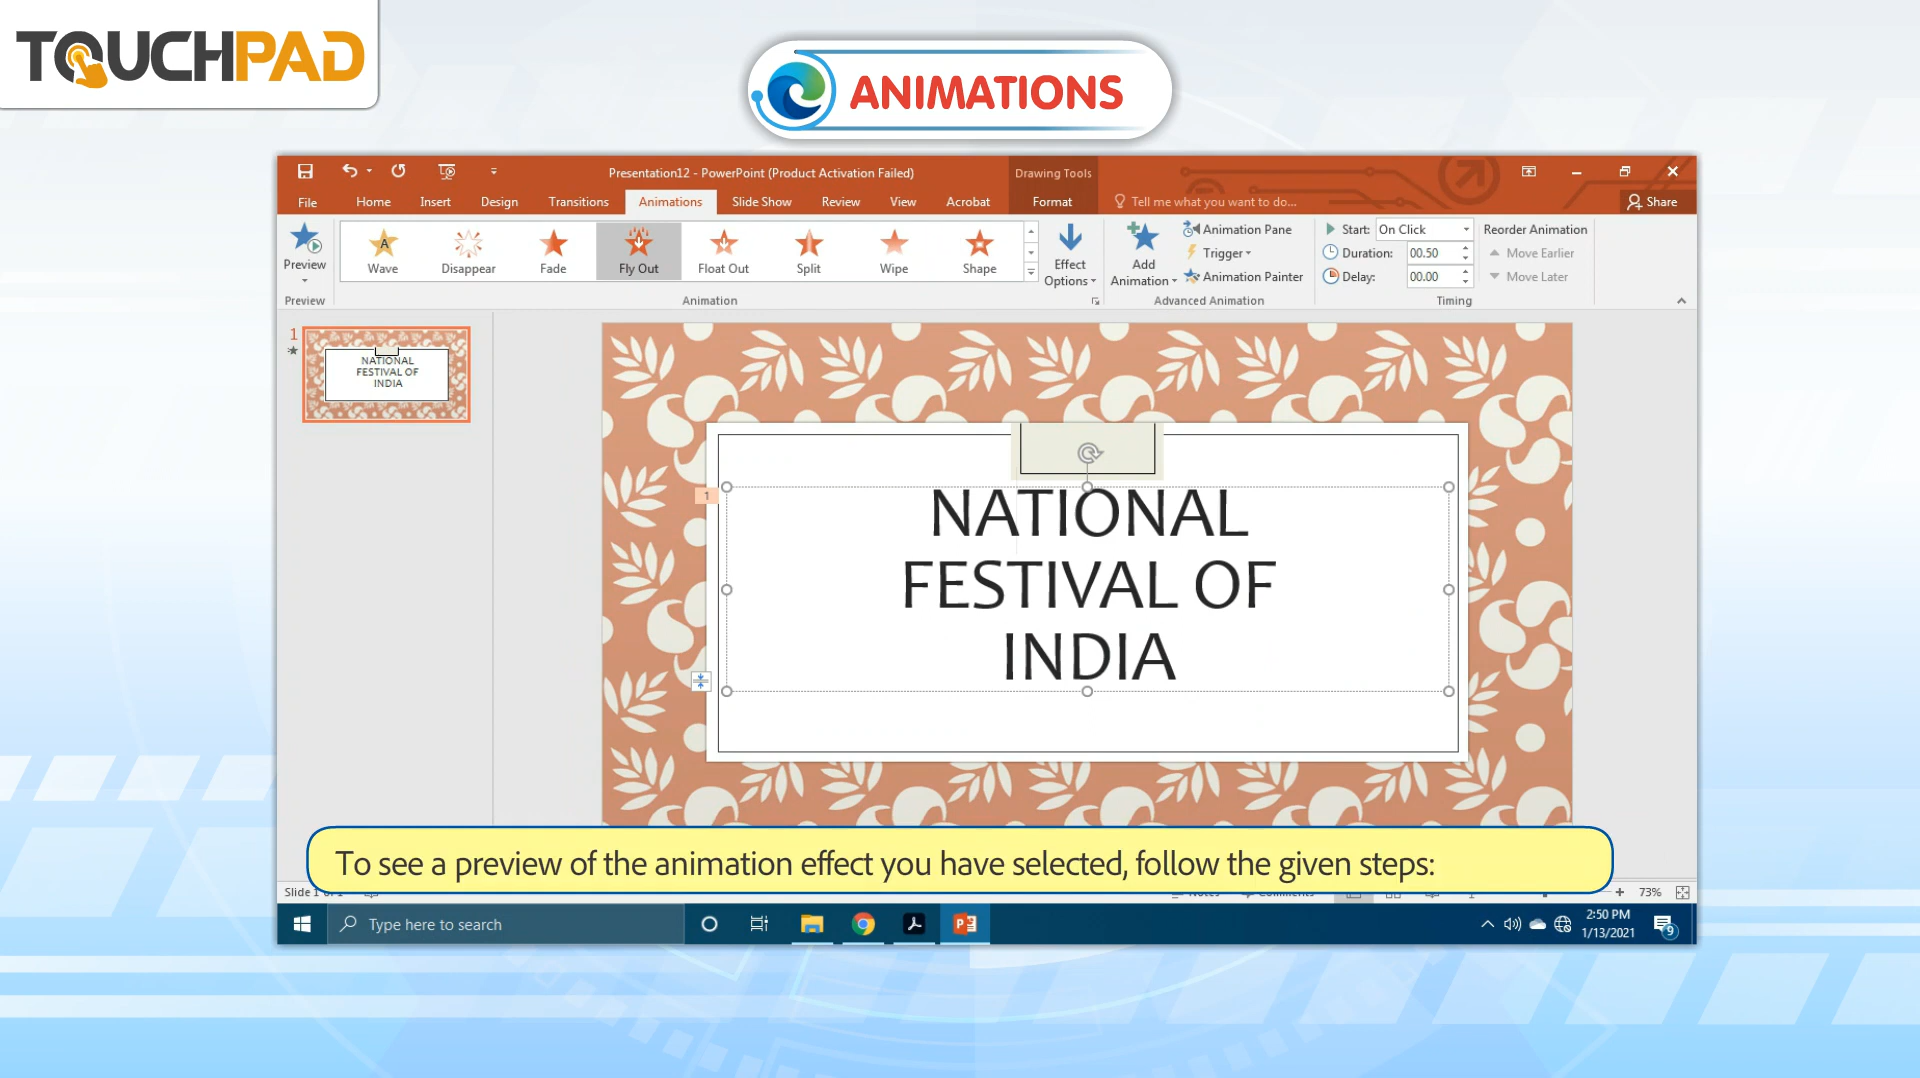 TOUCHPAD
ANIMATIONS
Presentation12 - PowerPoint (Product Activation Failed)
Drawing Tools
File Home Insert Design Transitions Animations Slide Show Review View Acrobat Format Tell me what you want to do... Share
Preview
A
Wave Disappear Fade Fly Out Float Out Split Wipe Shape
Effect Options
Add Animation
Animation Pane
Trigger
Animation Painter
Start: On Click
Duration: 00.50
Delay: 00.00
Reorder Animation
Move Earlier
Move Later
Preview Animation Advanced Animation Timing
1
NATIONAL
FESTIVAL OF
INDIA
1
NATIONAL
FESTIVAL OF
INDIA
To see a preview of the animation effect you have selected, follow the given steps:
Slide 1 73%
Type here to search
2:50 PM
1/13/2021
9